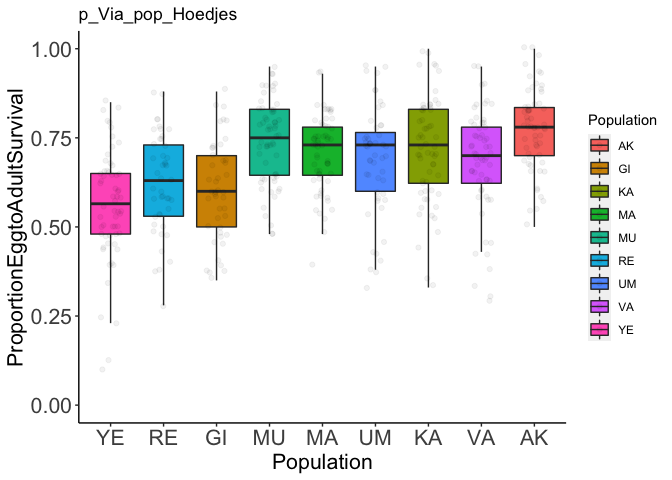 p_Via_pop_Hoedjes
1.00
0.75
0.50
0.25
0.00
ProportionEggtoAdultSurvival
YE RE GI MU MA UM KA VA AK
Population
Population
AK
GI
KA
MA
MU
RE
UM
VA
YE